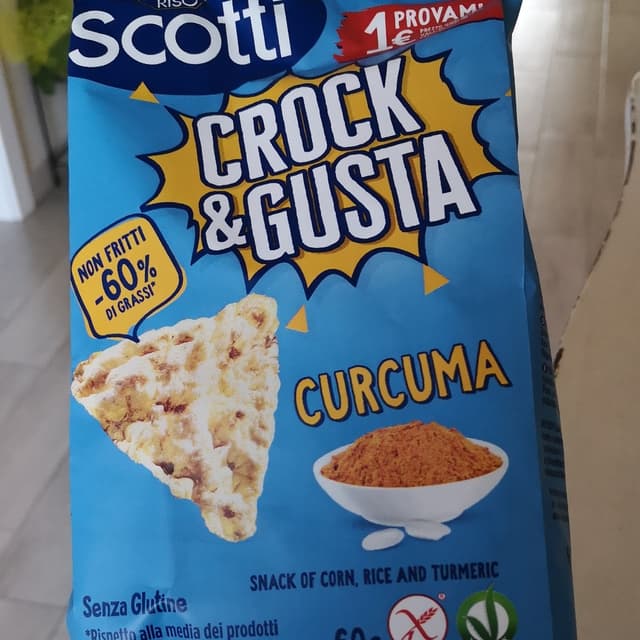 RISO
Scotti
1€ PROVAMI
CROCK
&GUSTA
NON FRITTI
-60%
DI GRASSI*
CURCUMA
SNACK OF CORN, RICE AND TURMERIC
Senza Glutine
*Rispetto alla media dei prodotti
60g